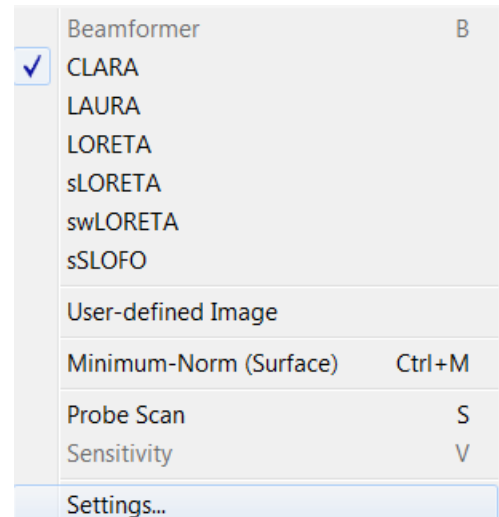 Beamformer B
CLARA
LAURA
LORETA
sLORETA
swLORETA
sSLOFO
User-defined Image
Minimum-Norm (Surface) Ctrl+M
Probe Scan S
Sensitivity V
Settings...